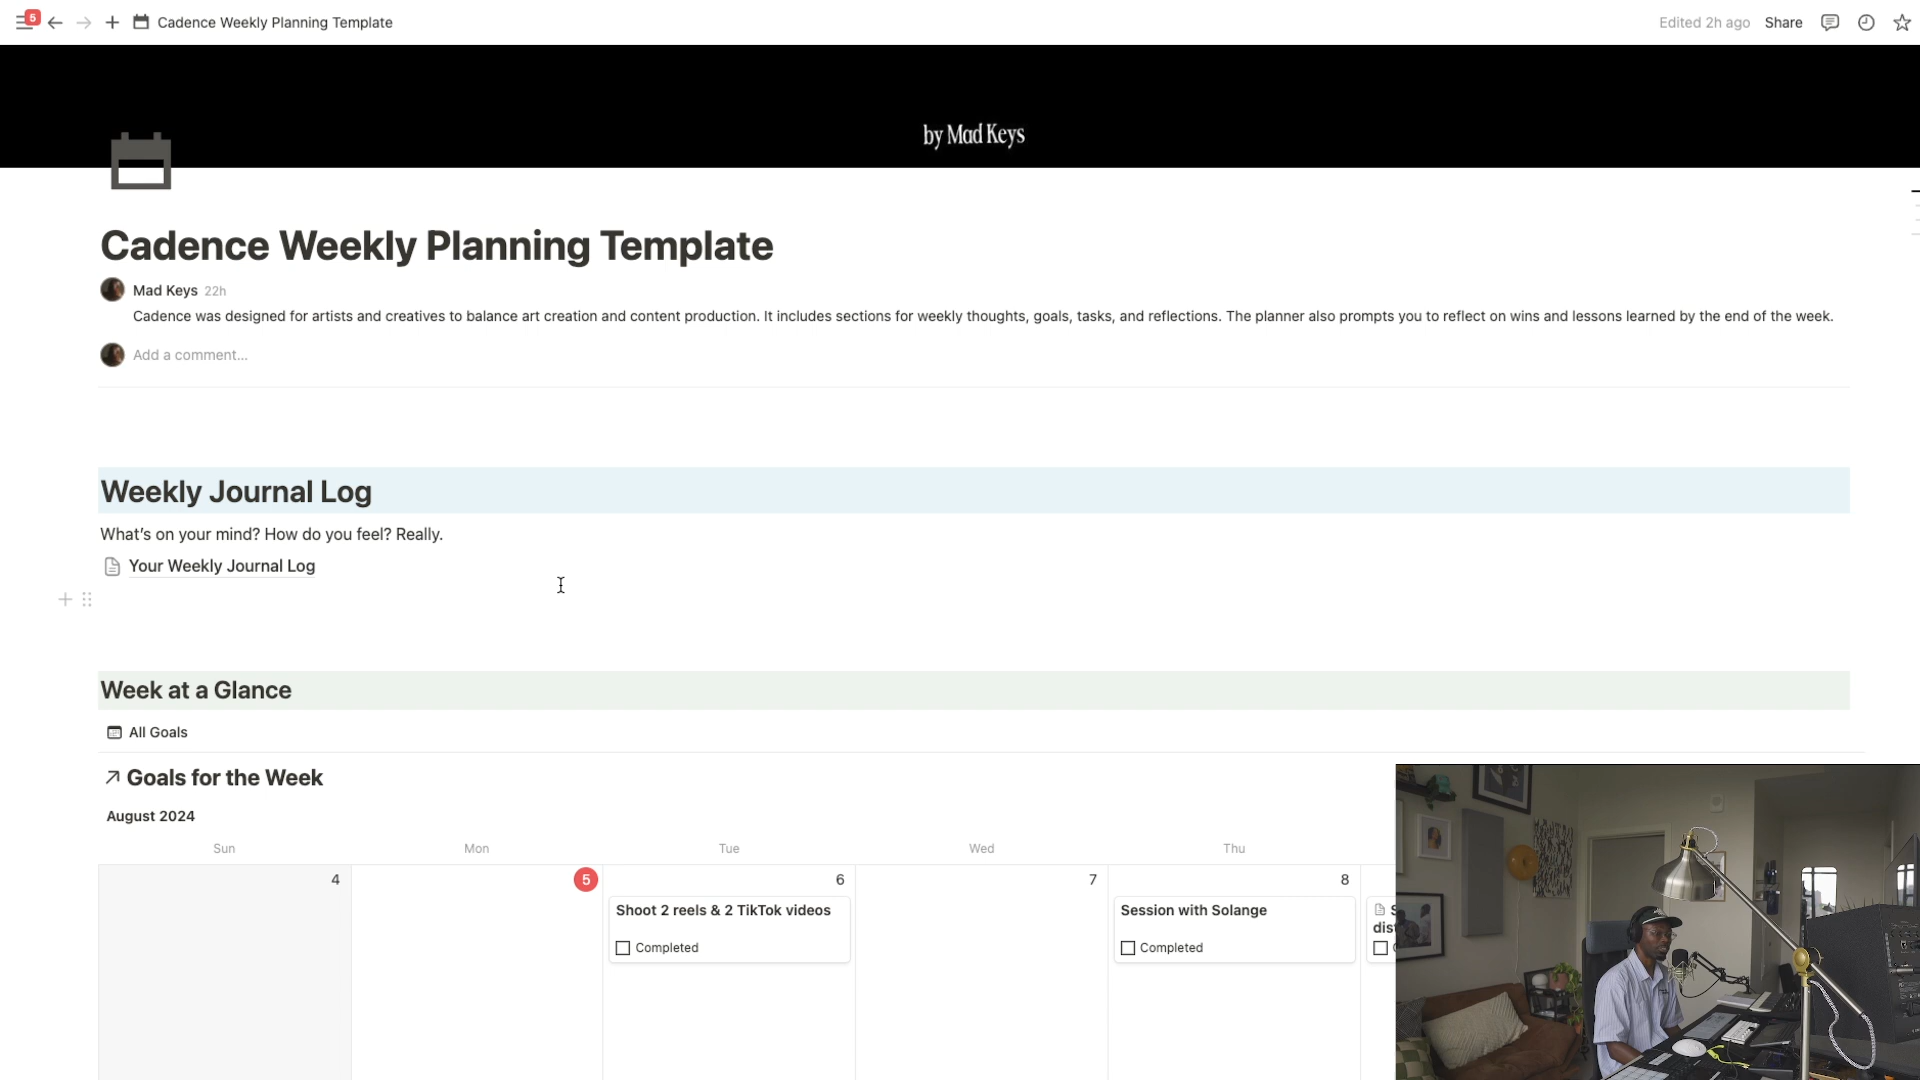 5
Cadence Weekly Planning Template
Edited 2h ago
Share
by Mad Keys
Cadence Weekly Planning Template
Mad Keys 22h
Cadence was designed for artists and creatives to balance art creation and content production. It includes sections for weekly thoughts, goals, tasks, and reflections. The planner also prompts you to reflect on wins and lessons learned by the end of the week.
Add a comment...
Weekly Journal Log
What's on your mind? How do you feel? Really.
Your Weekly Journal Log
Week at a Glance
All Goals
Goals for the Week
August 2024
Sun Mon Tue Wed Thu
4 5 6 7 8
Shoot 2 reels & 2 TikTok videos
Completed
Session with Solange
Completed